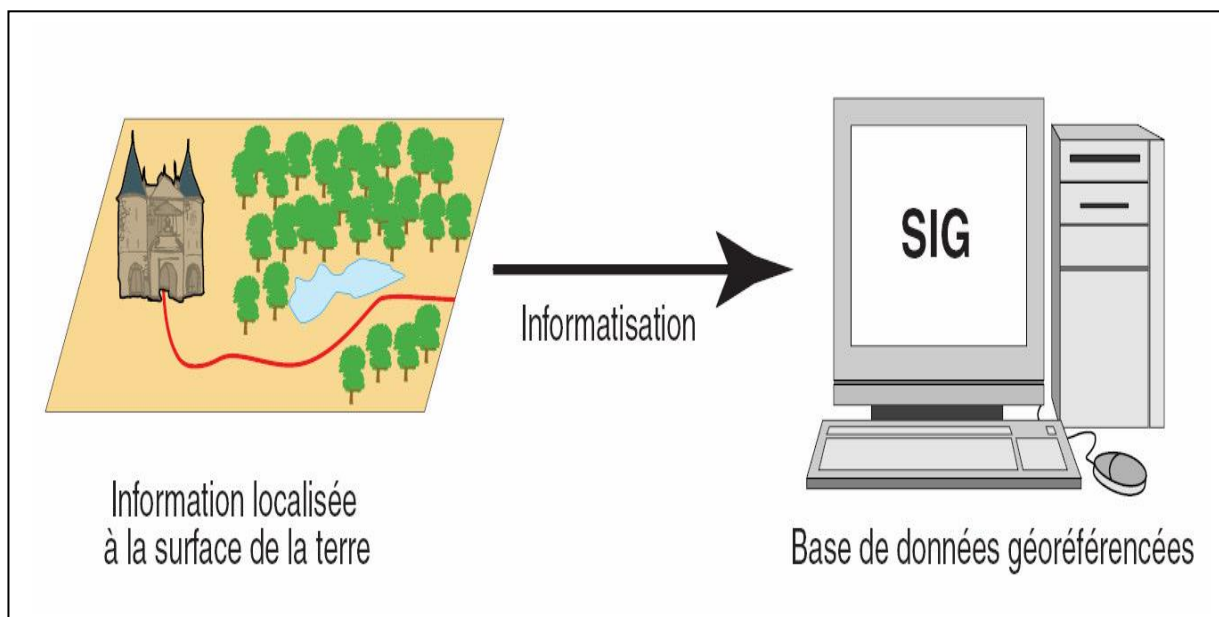 SIG
Informatisation
Information localisée
à la surface de la terre
Base de données géoréférencées